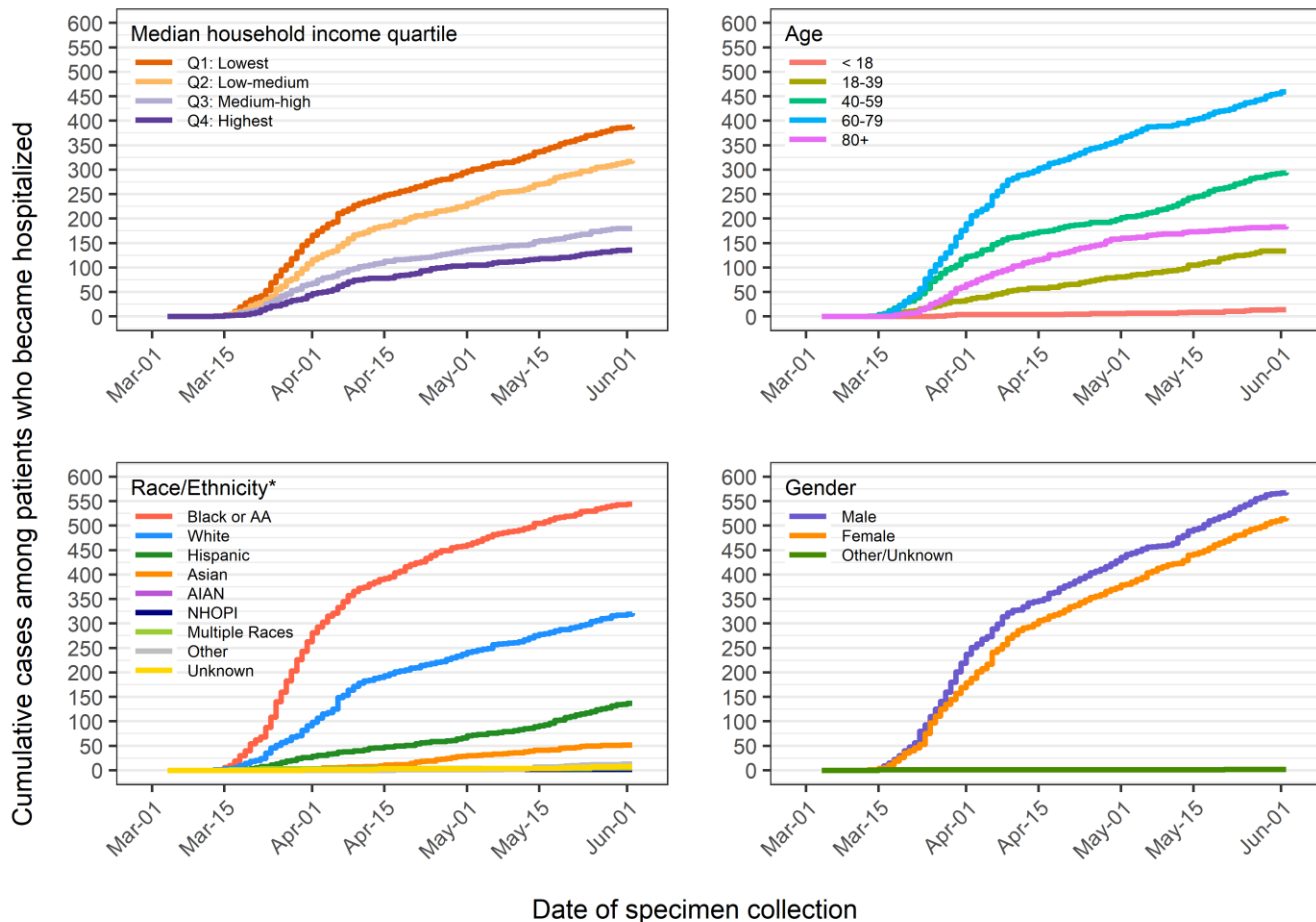 Cumulative cases among patients who became hospitalized
Median household income quartile
Q1: Lowest
Q2: Low-medium
Q3: Medium-high
Q4: Highest
600
550
500
450
400
350
300
250
200
150
100
50
0
Mar-01
Mar-15
Apr-01
Apr-15
May-01
May-15
Jun-01
Age
< 18
18-39
40-59
60-79
80+
600
550
500
450
400
350
300
250
200
150
100
50
0
Mar-01
Mar-15
Apr-01
Apr-15
May-01
May-15
Jun-01
Race/Ethnicity*
Black or AA
White
Hispanic
Asian
AIAN
NHOPI
Multiple Races
Other
Unknown
600
550
500
450
400
350
300
250
200
150
100
50
0
Mar-01
Mar-15
Apr-01
Apr-15
May-01
May-15
Jun-01
Gender
Male
Female
Other/Unknown
600
550
500
450
400
350
300
250
200
150
100
50
0
Mar-01
Mar-15
Apr-01
Apr-15
May-01
May-15
Jun-01
Date of specimen collection